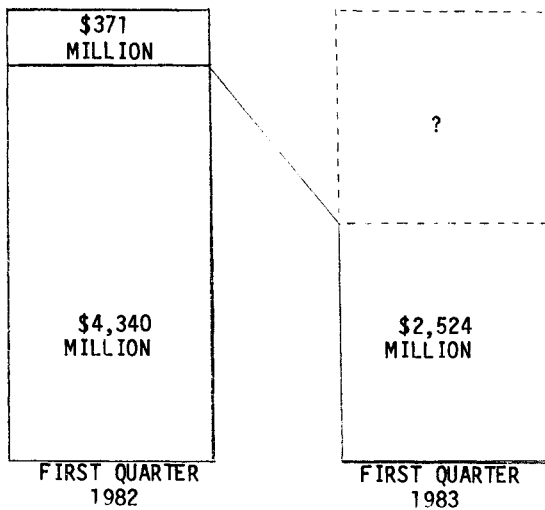 $371
MILLION
?
$4,340
MILLION
$2,524
MILLION
FIRST QUARTER
1982
FIRST QUARTER
1983